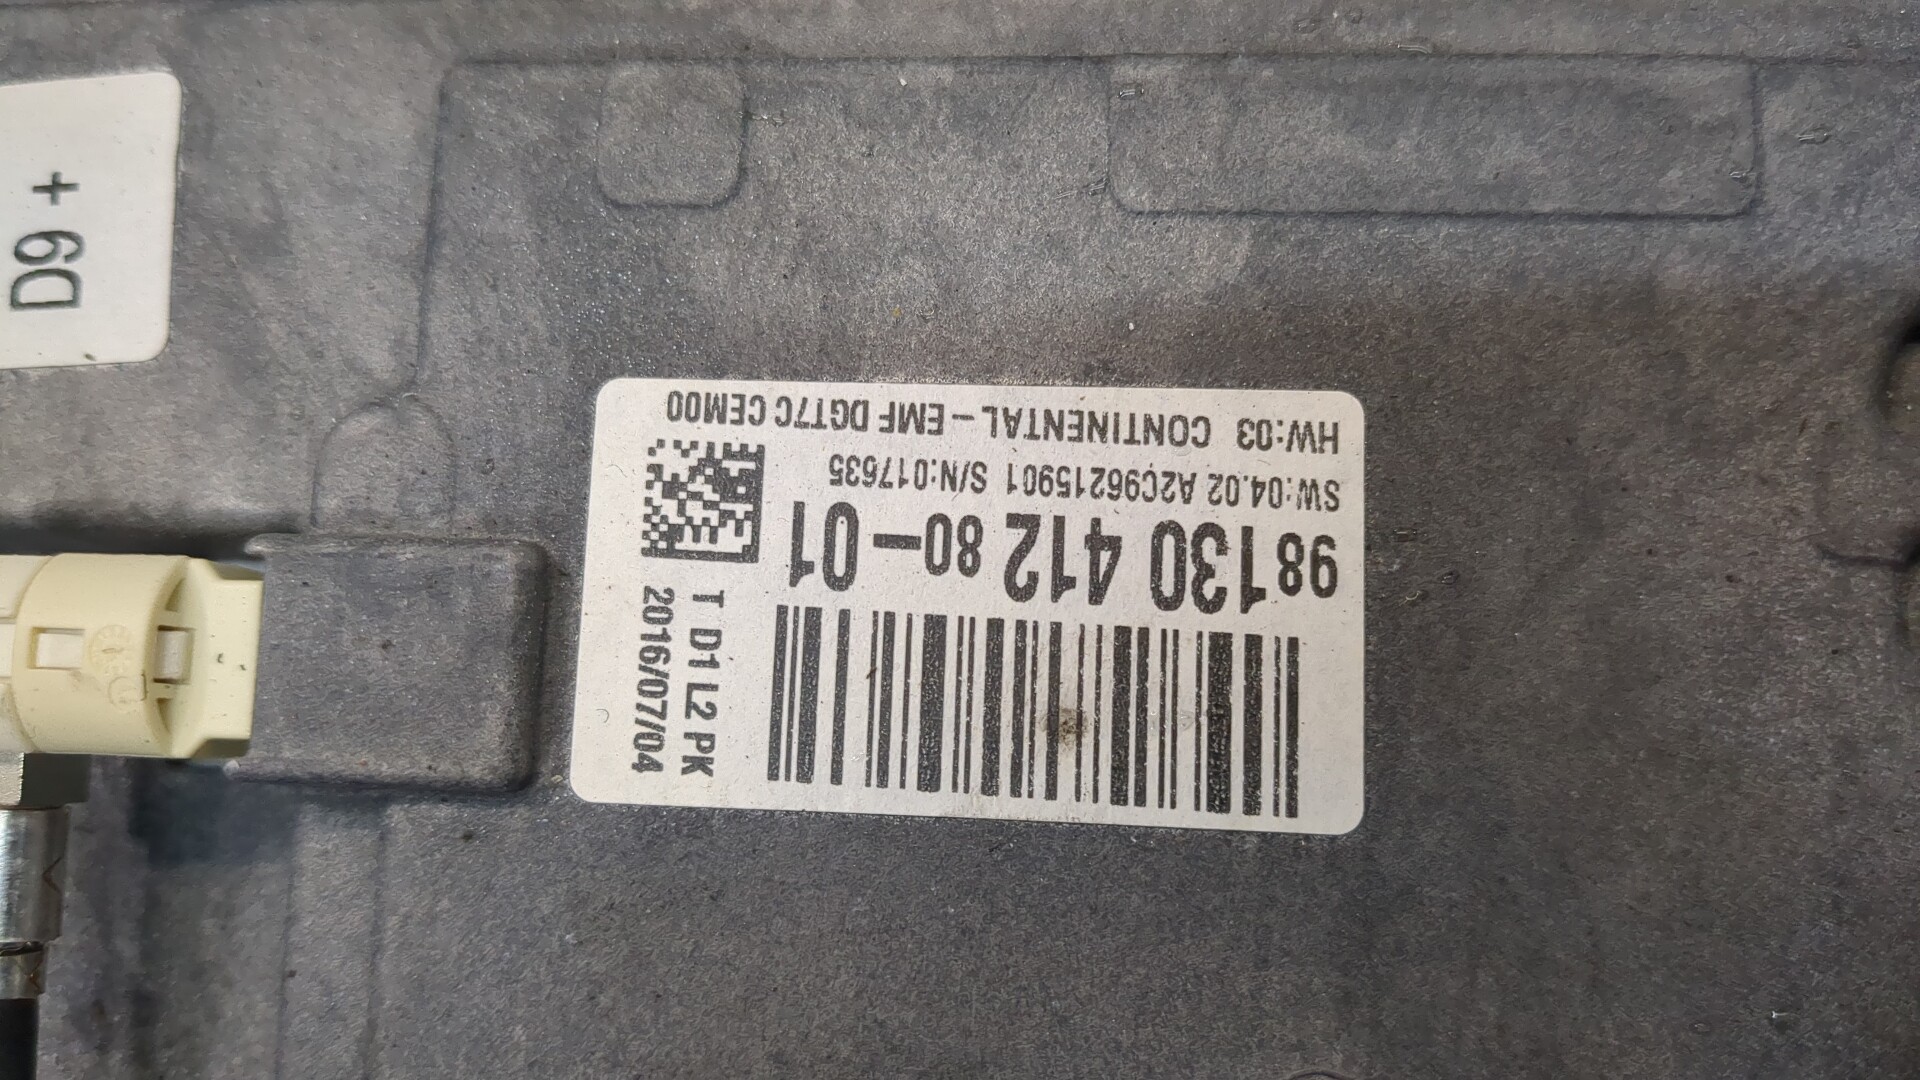 D9 +
HW:03 CONTINENTAL-EMF DGT7C CEM00
SW:04.02 A2C96215901 S/N:017635
98130 412 80-01
T D1 L2 PK
2016/07/04